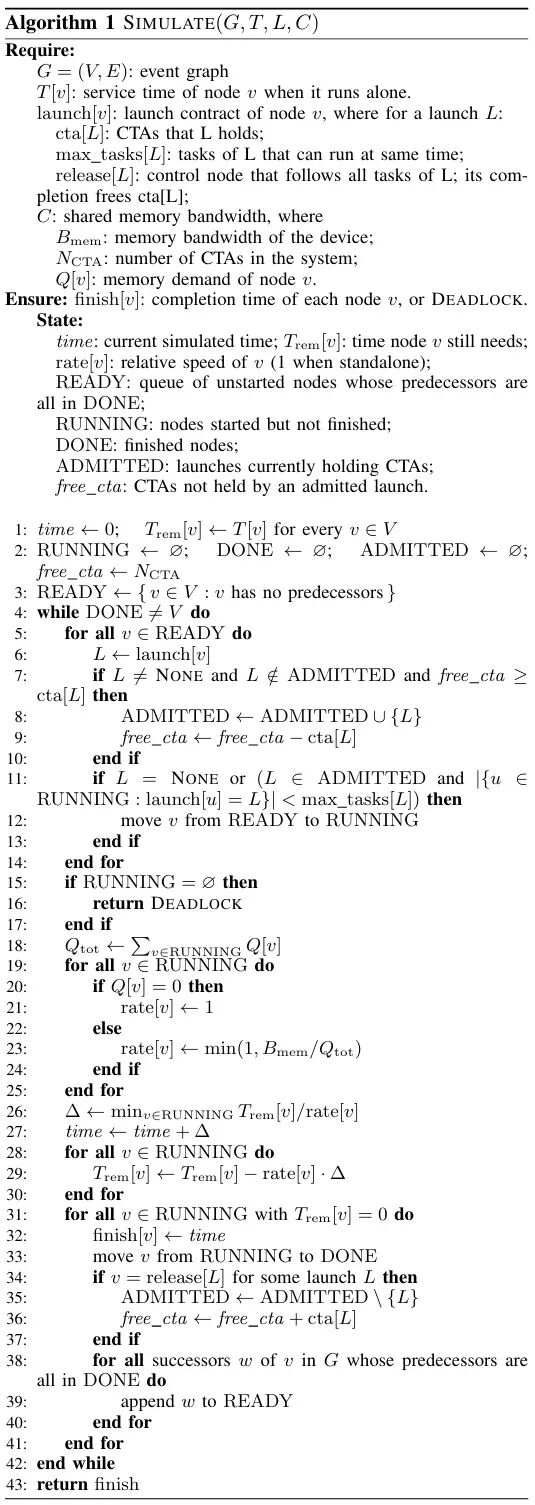 Algorithm 1 SIMULATE(G, T, L, C)
Require:
G = (V, E): event graph
T[v]: service time of node v when it runs alone.
launch[v]: launch contract of node v, where for a launch L:
cta[L]: CTAs that L holds;
max_tasks[L]: tasks of L that can run at same time;
release[L]: control node that follows all tasks of L; its com-
pletion frees cta[L];
C: shared memory bandwidth, where
B_mem: memory bandwidth of the device;
N_CTA: number of CTAs in the system;
Q[v]: memory demand of node v.
Ensure: finish[v]: completion time of each node v, or DEADLOCK.
State:
time: current simulated time; T_rem[v]: time node v still needs;
rate[v]: relative speed of v (1 when standalone);
READY: queue of unstarted nodes whose predecessors are
all in DONE;
RUNNING: nodes started but not finished;
DONE: finished nodes;
ADMITTED: launches currently holding CTAs;
free_cta: CTAs not held by an admitted launch.
1: time ← 0; T_rem[v] ← T[v] for every v ∈ V
2: RUNNING ← ∅; DONE ← ∅; ADMITTED ← ∅;
free_cta ← N_CTA
3: READY ← { v ∈ V : v has no predecessors }
4: while DONE ≠ V do
5: for all v ∈ READY do
6: L ← launch[v]
7: if L ≠ NONE and L ∉ ADMITTED and free_cta ≥
cta[L] then
8: ADMITTED ← ADMITTED ∪ {L}
9: free_cta ← free_cta − cta[L]
10: end if
11: if L = NONE or (L ∈ ADMITTED and |{u ∈
RUNNING : launch[u] = L}| < max_tasks[L]) then
12: move v from READY to RUNNING
13: end if
14: end for
15: if RUNNING = ∅ then
16: return DEADLOCK
17: end if
18: Q_tot ← ∑_{v∈RUNNING} Q[v]
19: for all v ∈ RUNNING do
20: if Q[v] = 0 then
21: rate[v] ← 1
22: else
23: rate[v] ← min(1, B_mem/Q_tot)
24: end if
25: end for
26: Δ ← min_{v∈RUNNING} T_rem[v]/rate[v]
27: time ← time + Δ
28: for all v ∈ RUNNING do
29: T_rem[v] ← T_rem[v] − rate[v] · Δ
30: end for
31: for all v ∈ RUNNING with T_rem[v] = 0 do
32: finish[v] ← time
33: move v from RUNNING to DONE
34: if v = release[L] for some launch L then
35: ADMITTED ← ADMITTED \ {L}
36: free_cta ← free_cta + cta[L]
37: end if
38: for all successors w of v in G whose predecessors are
all in DONE do
39: append w to READY
40: end for
41: end for
42: end while
43: return finish